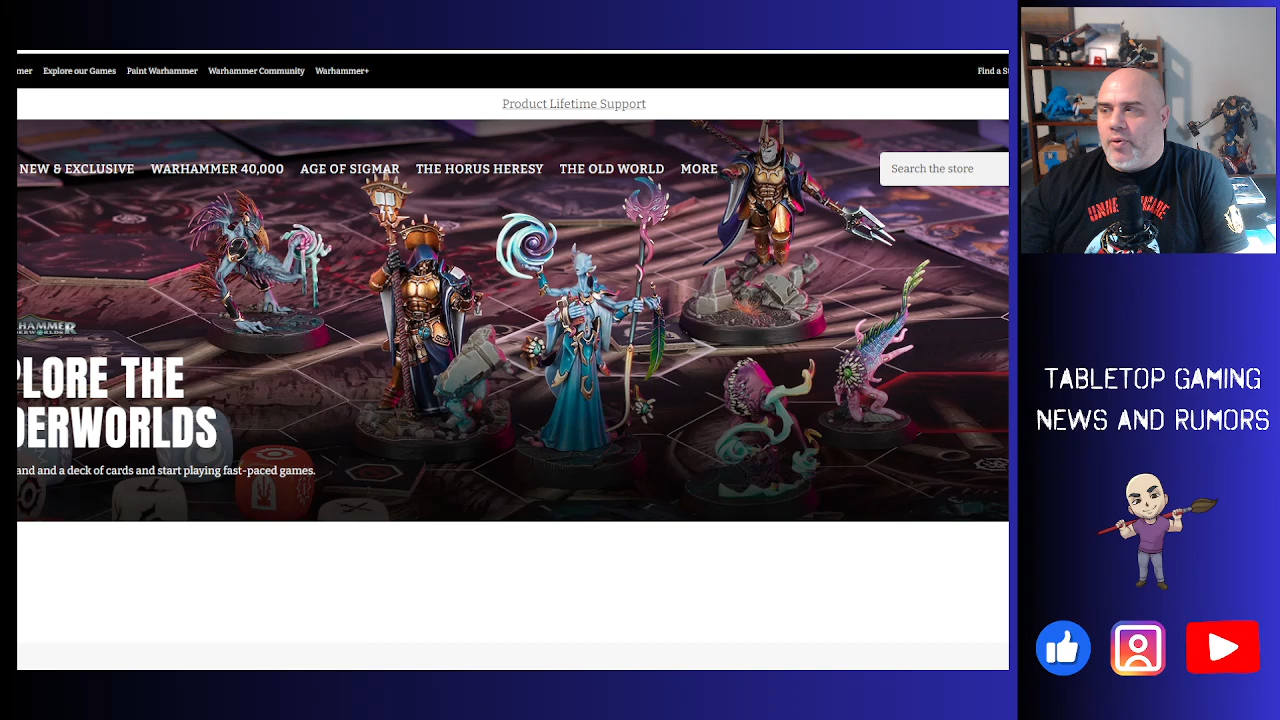 mer Explore our Games Paint Warhammer Warhammer Community Warhammer+ Find a S
Product Lifetime Support
NEW & EXCLUSIVE WARHAMMER 40,000 AGE OF SIGMAR THE HORUS HERESY THE OLD WORLD MORE
Search the store
HAMMER
DERWORLDS
PLORE THE
DERWORLDS
and and a deck of cards and start playing fast-paced games.
TABLETOP GAMING
NEWS AND RUMORS